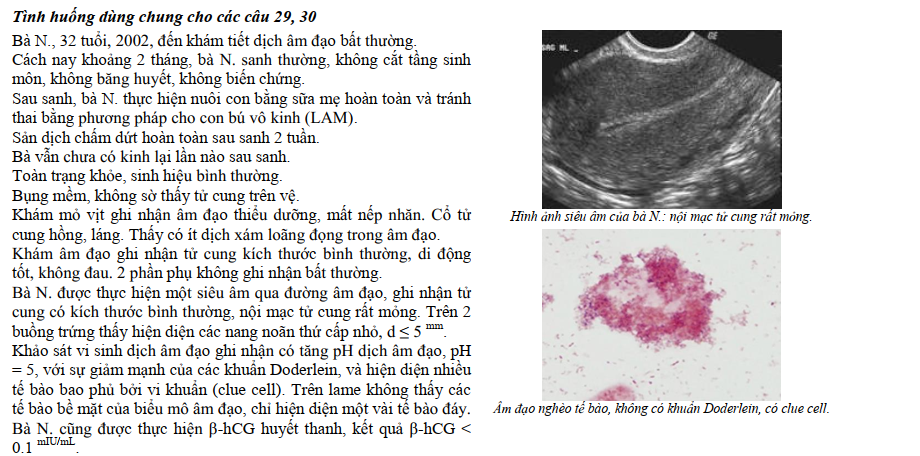 Tình huống dùng chung cho các câu 29, 30
Bà N., 32 tuổi, 2002, đến khám tiết dịch âm đạo bất thường.
Cách nay khoảng 2 tháng, bà N. sanh thường, không cắt tầng sinh
môn, không băng huyết, không biến chứng.
Sau sanh, bà N. thực hiện nuôi con bằng sữa mẹ hoàn toàn và tránh
thai bằng phương pháp cho con bú vô kinh (LAM).
Sản dịch chấm dứt hoàn toàn sau sanh 2 tuần.
Bà vẫn chưa có kinh lại lần nào sau sanh.
Toàn trạng khỏe, sinh hiệu bình thường.
Bụng mềm, không sờ thấy tử cung trên vệ.
Khám mỏ vịt ghi nhận âm đạo thiểu dưỡng, mất nếp nhăn. Cổ tử
cung hồng, láng. Thấy có ít dịch xám loãng đọng trong âm đạo.
Khám âm đạo ghi nhận tử cung kích thước bình thường, di động
tốt, không đau. 2 phần phụ không ghi nhận bất thường.
Bà N. được thực hiện một siêu âm qua đường âm đạo, ghi nhận tử
cung có kích thước bình thường, nội mạc tử cung rất mỏng. Trên 2
buồng trứng thấy hiện diện các nang noãn thứ cấp nhỏ, d ≤ 5 mm.
Khảo sát vi sinh dịch âm đạo ghi nhận có tăng pH dịch âm đạo, pH
= 5, với sự giảm mạnh của các khuẩn Doderlein, và hiện diện nhiều
tế bào bao phủ bởi vi khuẩn (clue cell). Trên lame không thấy các
tế bào bề mặt của biểu mô âm đạo, chỉ hiện diện một vài tế bào đáy.
Bà N. cũng được thực hiện β-hCG huyết thanh, kết quả β-hCG <
0.1 mIU/mL.
GE
SAG ML
Hình ảnh siêu âm của bà N.: nội mạc tử cung rất mỏng.
Âm đạo nghèo tế bào, không có khuẩn Doderlein, có clue cell.